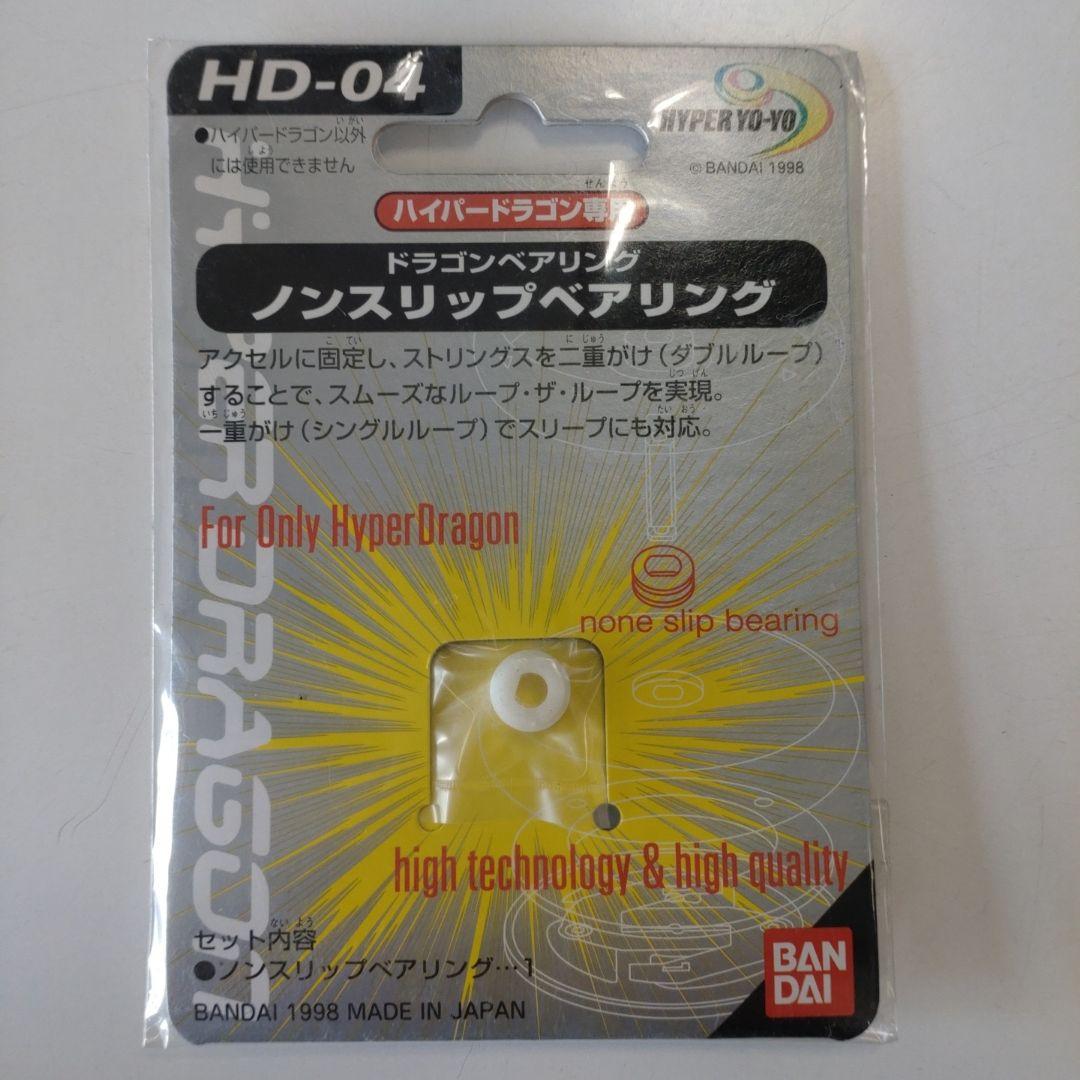 HD-04
●ハイパードラゴン以外
には使用できません
HYPER YO-YO
© BANDAI 1998
ハイパードラゴン専用
ドラゴンベアリング
ノンスリップベアリング
アクセルに固定し、ストリングスを二重がけ(ダブルループ)
することで、スムーズなループ・ザ・ループを実現。
一重がけ(シングルループ)でスリープにも対応。
HYPERDRAGON
For Only HyperDragon
none slip bearing
high technology & high quality
セット内容
●ノンスリップベアリング…1
BANDAI 1998 MADE IN JAPAN
BAN
DAI